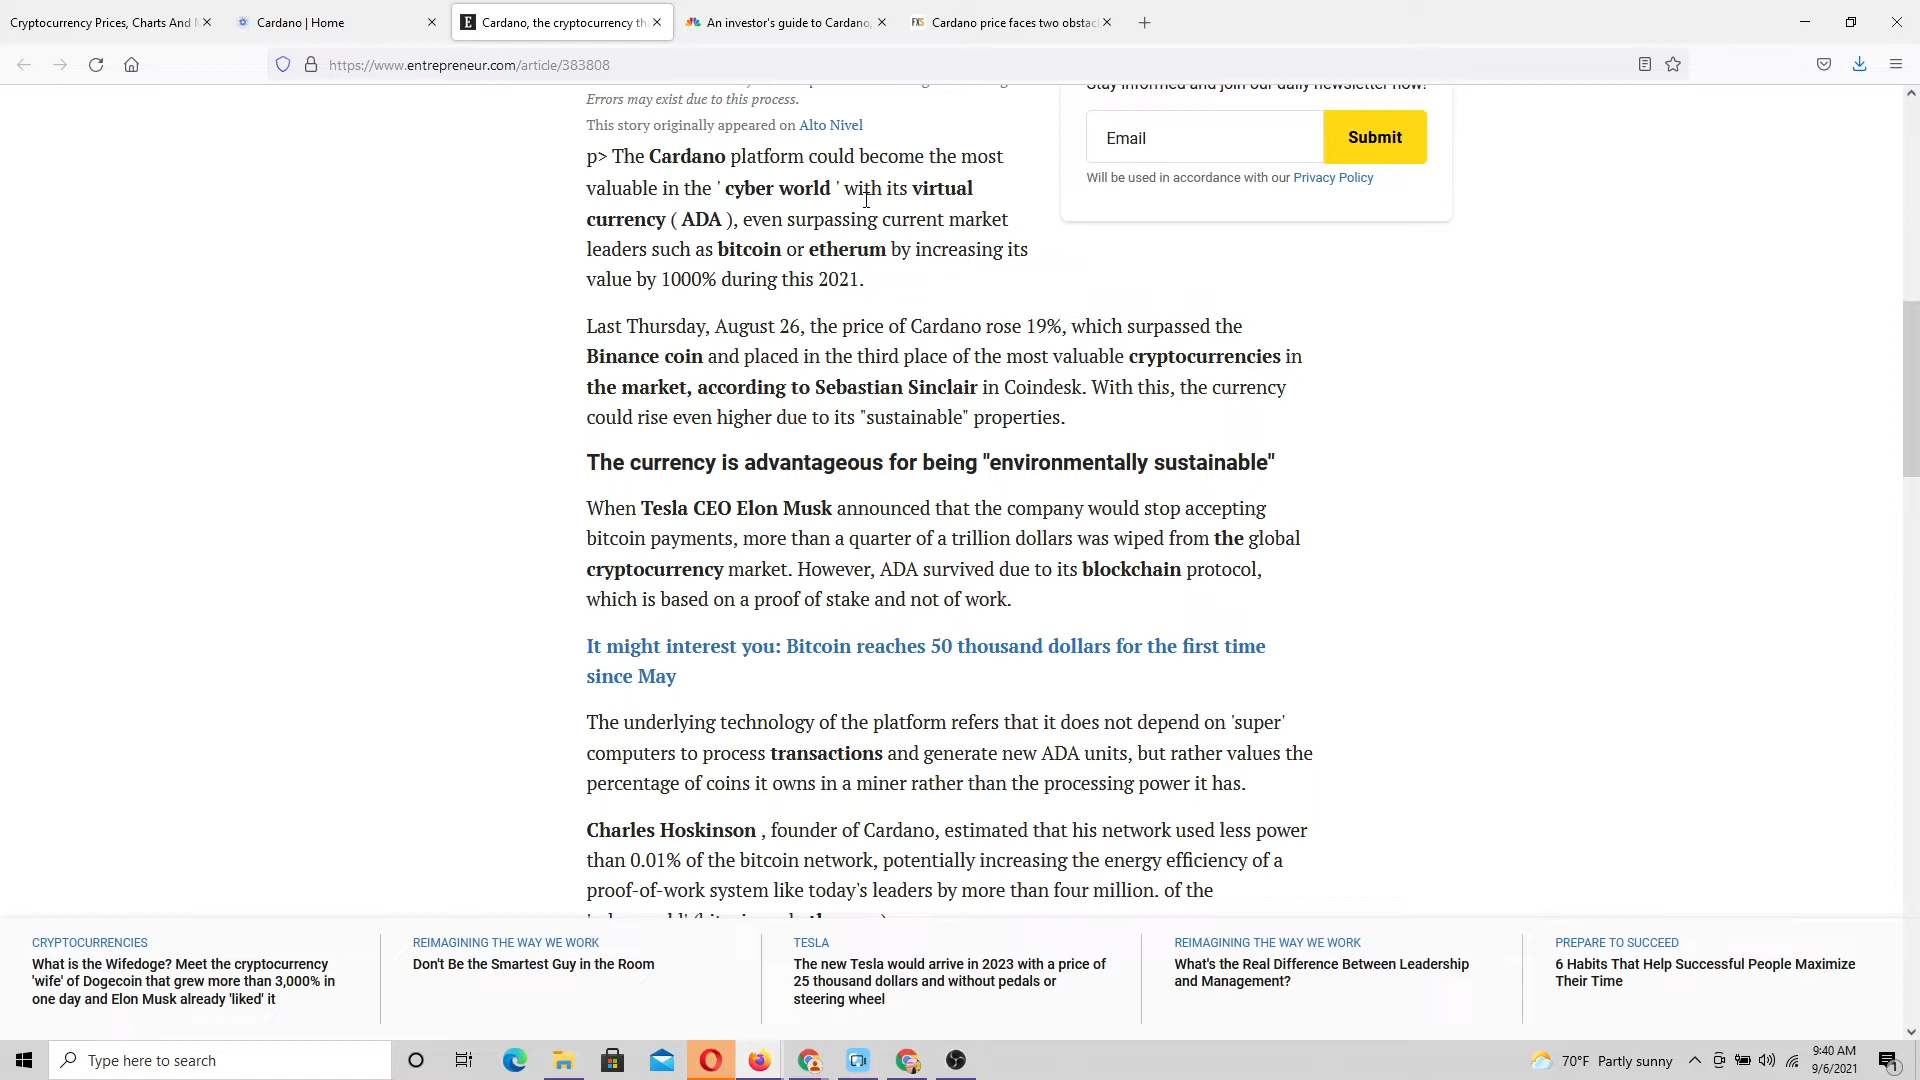 Cryptocurrency Prices, Charts And M
Cardano | Home
Cardano, the cryptocurrency th
An investor's guide to Cardano,
Cardano price faces two obstac
https://www.entrepreneur.com/article/383808
Errors may exist due to this process.
This story originally appeared on Alto Nivel
Stay informed and join our daily newsletter now!
Email
Submit
Will be used in accordance with our Privacy Policy
p> The Cardano platform could become the most
valuable in the ' cyber world ' with its virtual
currency ( ADA ), even surpassing current market
leaders such as bitcoin or etherum by increasing its
value by 1000% during this 2021.
Last Thursday, August 26, the price of Cardano rose 19%, which surpassed the
Binance coin and placed in the third place of the most valuable cryptocurrencies in
the market, according to Sebastian Sinclair in Coindesk. With this, the currency
could rise even higher due to its "sustainable" properties.
The currency is advantageous for being "environmentally sustainable"
When Tesla CEO Elon Musk announced that the company would stop accepting
bitcoin payments, more than a quarter of a trillion dollars was wiped from the global
cryptocurrency market. However, ADA survived due to its blockchain protocol,
which is based on a proof of stake and not of work.
It might interest you: Bitcoin reaches 50 thousand dollars for the first time
since May
The underlying technology of the platform refers that it does not depend on 'super'
computers to process transactions and generate new ADA units, but rather values the
percentage of coins it owns in a miner rather than the processing power it has.
Charles Hoskinson , founder of Cardano, estimated that his network used less power
than 0.01% of the bitcoin network, potentially increasing the energy efficiency of a
proof-of-work system like today's leaders by more than four million. of the
CRYPTOCURRENCIES
What is the Wifedoge? Meet the cryptocurrency
'wife' of Dogecoin that grew more than 3,000% in
one day and Elon Musk already 'liked' it
REIMAGINING THE WAY WE WORK
Don't Be the Smartest Guy in the Room
TESLA
The new Tesla would arrive in 2023 with a price of
25 thousand dollars and without pedals or
steering wheel
REIMAGINING THE WAY WE WORK
What's the Real Difference Between Leadership
and Management?
PREPARE TO SUCCEED
6 Habits That Help Successful People Maximize
Their Time
Type here to search
70°F Partly sunny
9:40 AM
9/6/2021